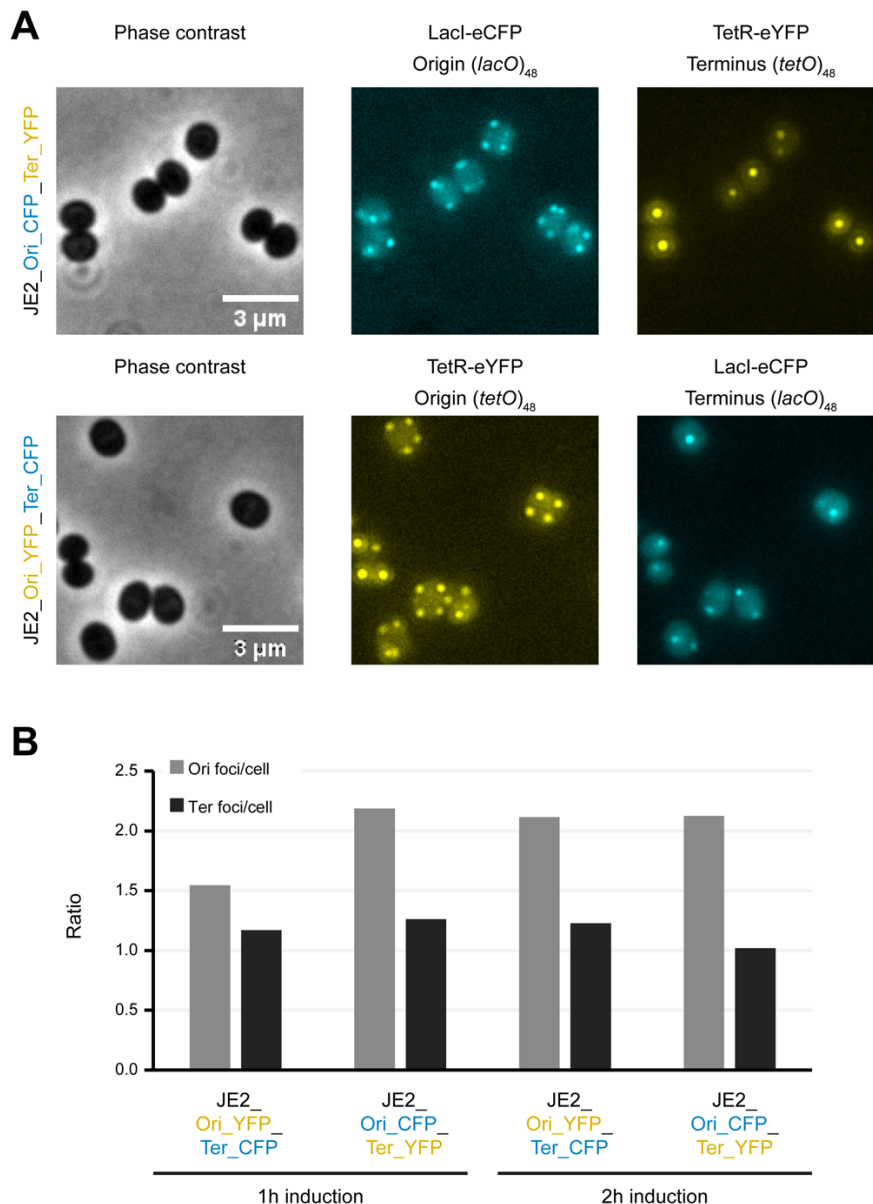 A
Phase contrast
LacI-eCFP
Origin (lacO)48
TetR-eYFP
Terminus (tetO)48
JE2_Ori_CFP_Ter_YFP
3 µm
Phase contrast
TetR-eYFP
Origin (tetO)48
LacI-eCFP
Terminus (lacO)48
JE2_Ori_YFP_Ter_CFP
3 µm
B
Ratio
2.5
2.0
1.5
1.0
0.5
0.0
Ori foci/cell
Ter foci/cell
JE2_
Ori_YFP_
Ter_CFP
JE2_
Ori_CFP_
Ter_YFP
JE2_
Ori_YFP_
Ter_CFP
JE2_
Ori_CFP_
Ter_YFP
1h induction
2h induction